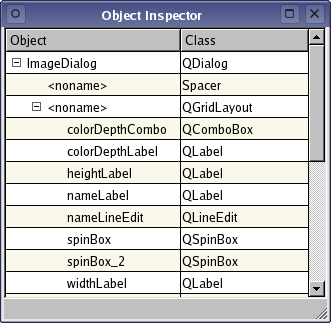 Object Inspector
Object Class
ImageDialog QDialog
<noname> Spacer
<noname> QGridLayout
colorDepthCombo QComboBox
colorDepthLabel QLabel
heightLabel QLabel
nameLabel QLabel
nameLineEdit QLineEdit
spinBox QSpinBox
spinBox_2 QSpinBox
widthLabel QLabel